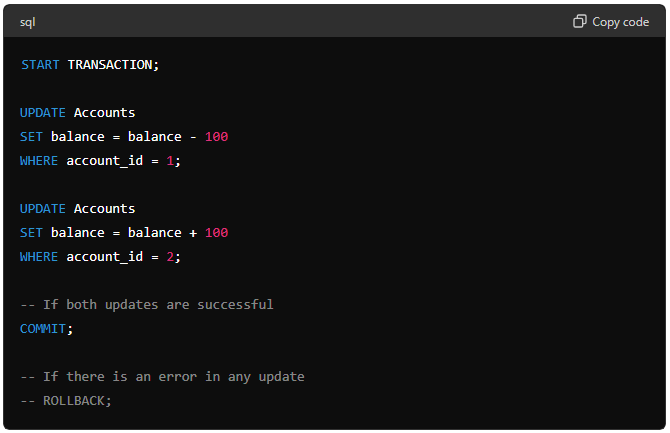 sql
Copy code
START TRANSACTION;
UPDATE Accounts
SET balance = balance - 100
WHERE account_id = 1;
UPDATE Accounts
SET balance = balance + 100
WHERE account_id = 2;
-- If both updates are successful
COMMIT;
-- If there is an error in any update
-- ROLLBACK;